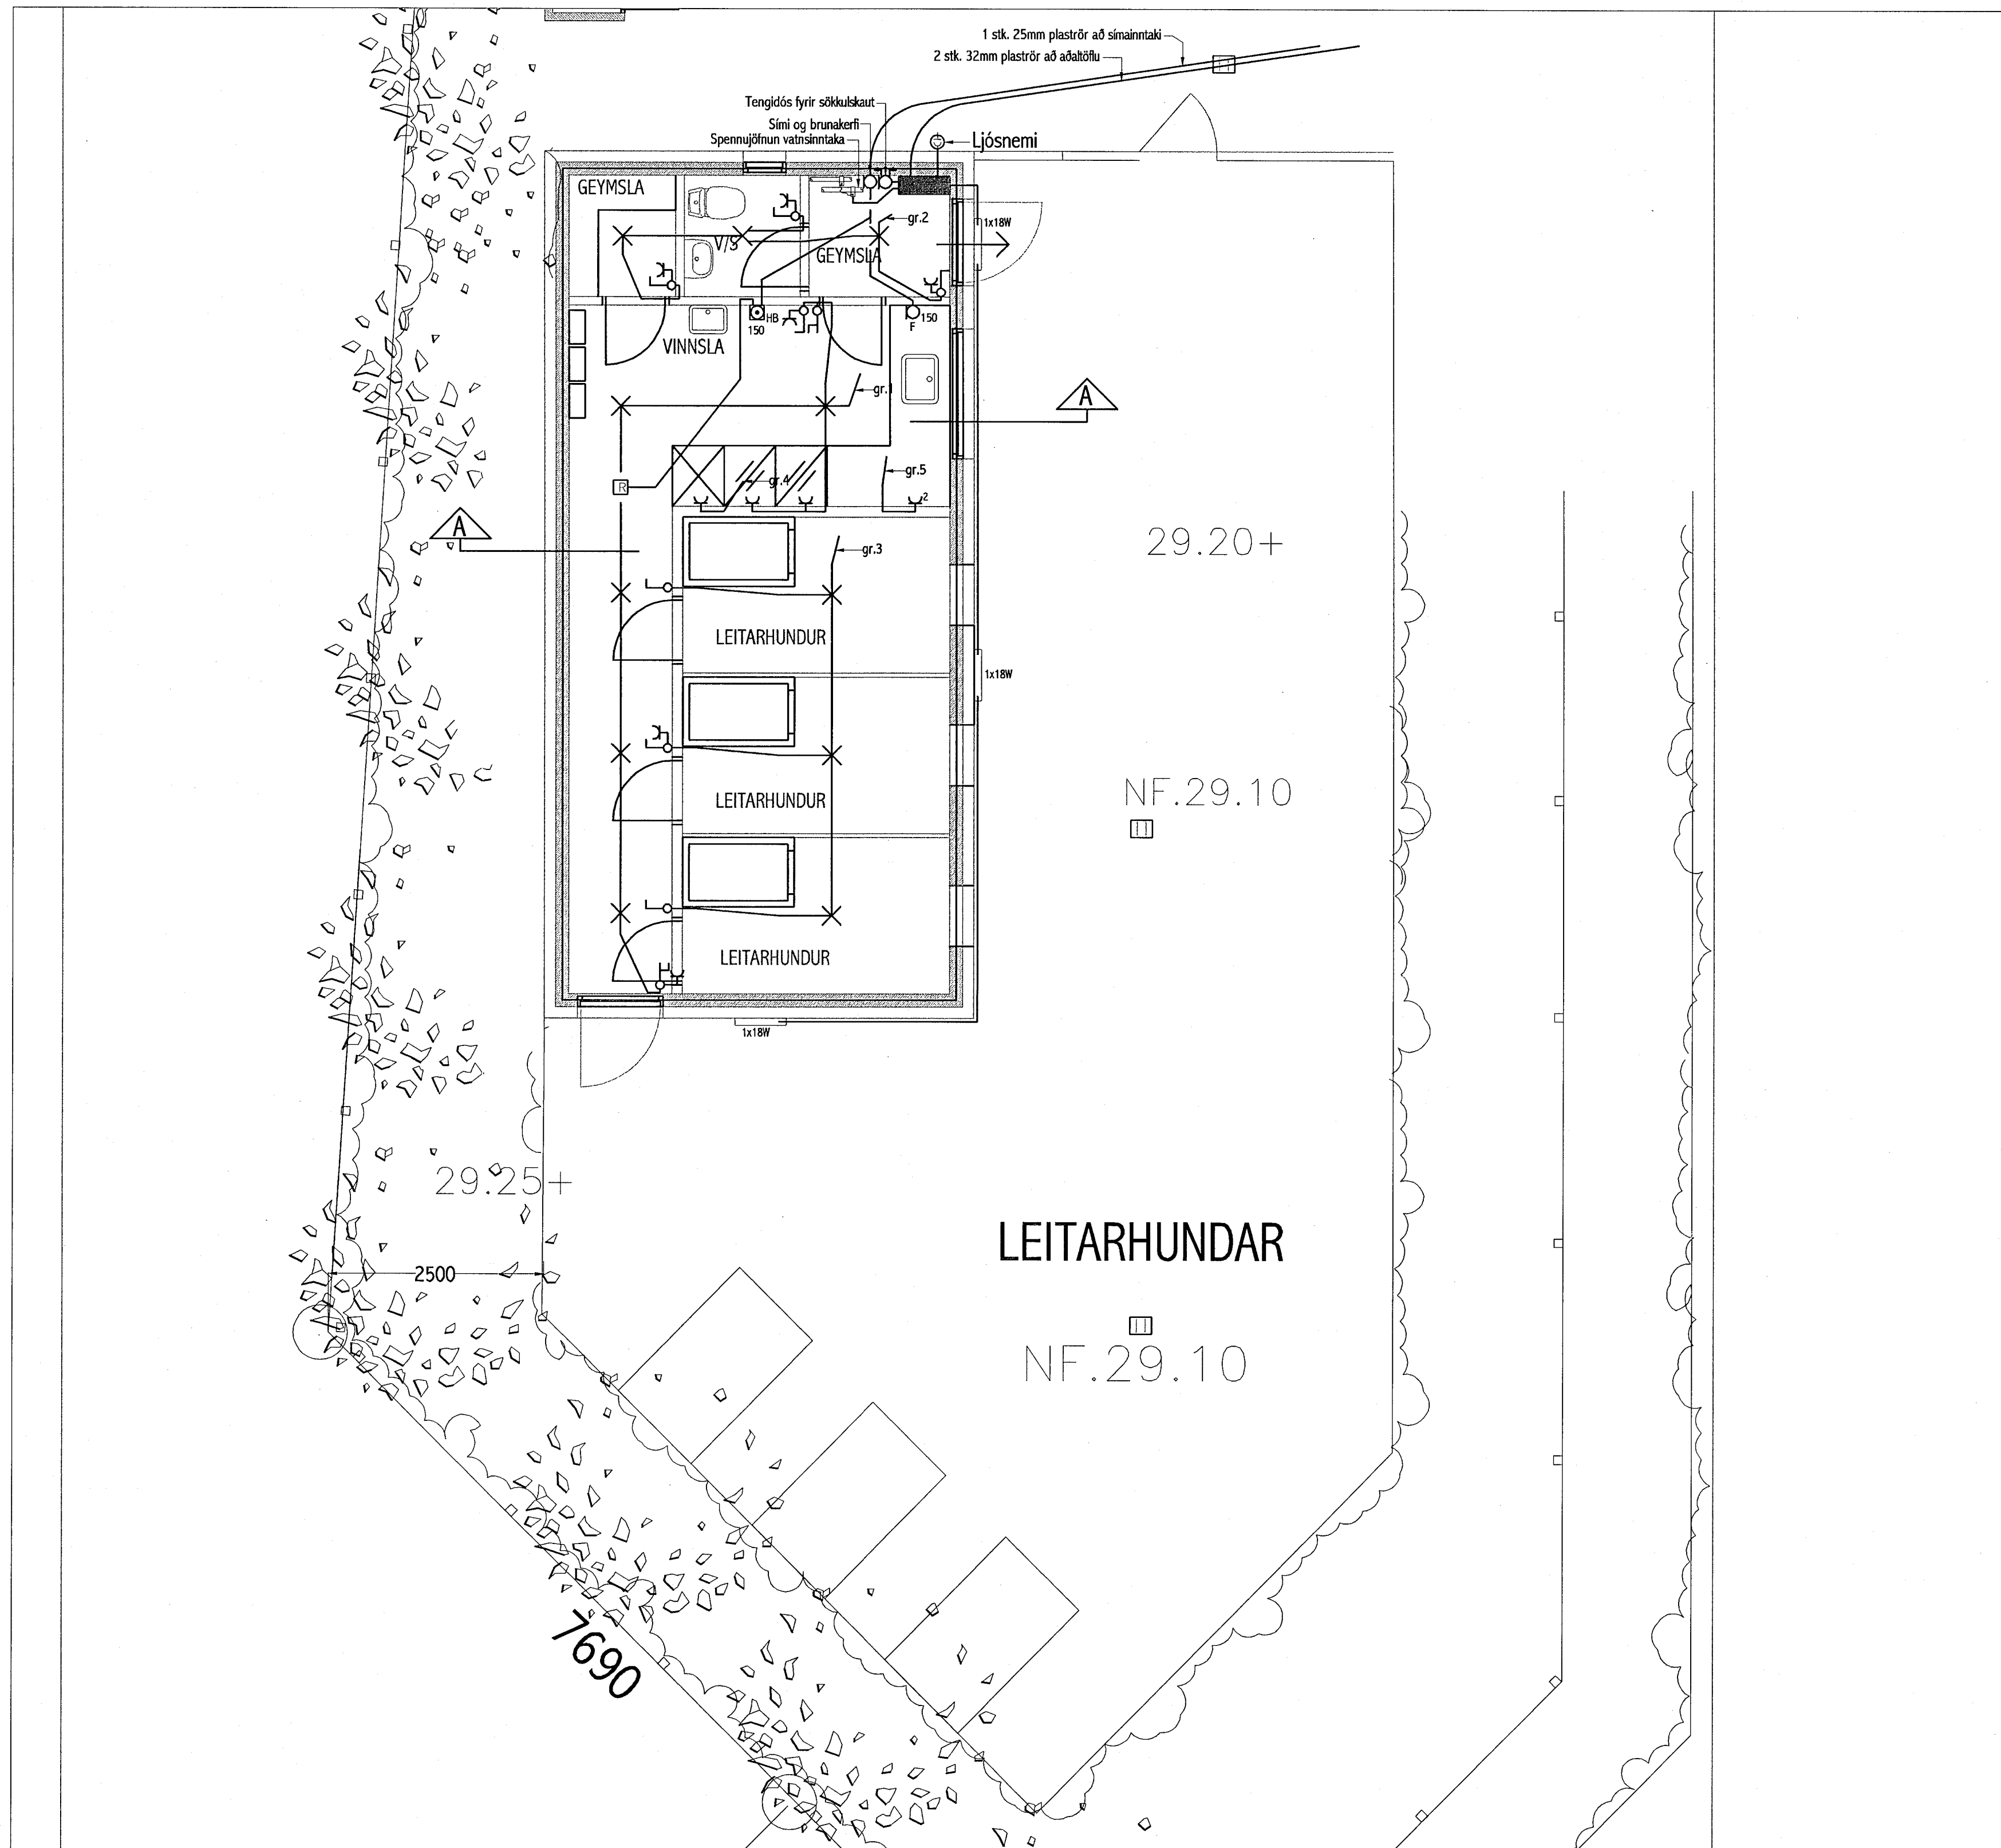 1 stk. 25mm plaströr að símainntaki
2 stk. 32mm plaströr að aðaltöflu
Tengidós fyrir sökkulskaut
Sími og brunakerfi
Spennujöfnun vatnsinntaka
Ljósnemi
GEYMSLA
V/S
GEYMSLA
gr.2
1x18W
HB
150
150
F
VINNSLA
gr.1
A
gr.4
gr.5
2
R
A
gr.3
29.20+
LEITARHUNDUR
1x18W
LEITARHUNDUR
NF.29.10
LEITARHUNDUR
1x18W
29.25+
LEITARHUNDAR
2500
NF.29.10
7690